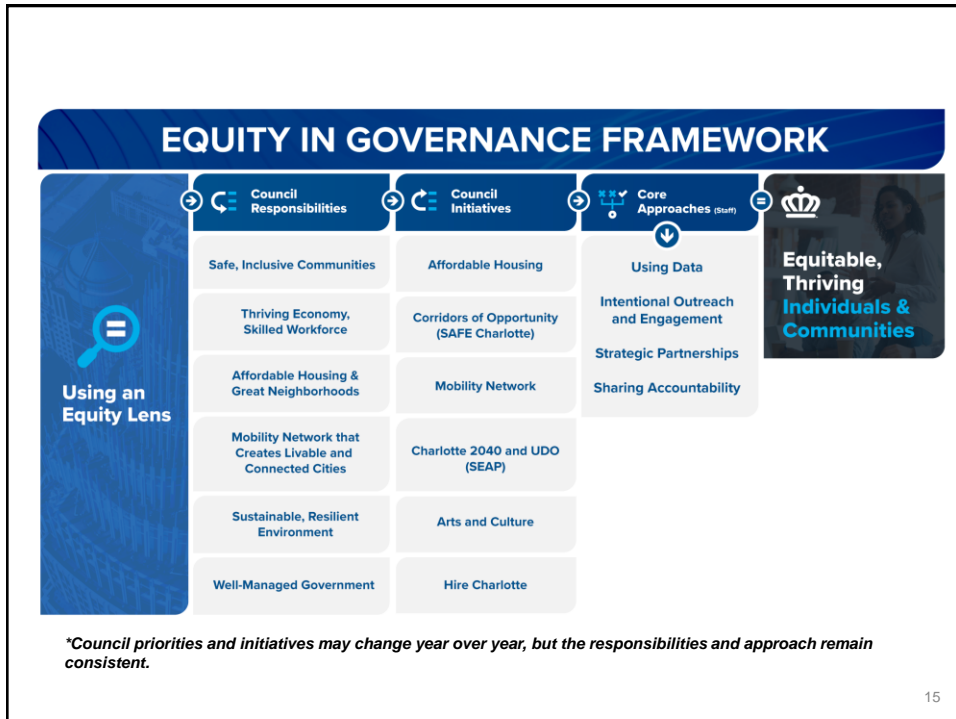 EQUITY IN GOVERNANCE FRAMEWORK
Using an
Equity Lens
Council
Responsibilities
Safe, Inclusive Communities
Thriving Economy,
Skilled Workforce
Affordable Housing &
Great Neighborhoods
Mobility Network that
Creates Livable and
Connected Cities
Sustainable, Resilient
Environment
Well-Managed Government
Council
Initiatives
Affordable Housing
Corridors of Opportunity
(SAFE Charlotte)
Mobility Network
Charlotte 2040 and UDO
(SEAP)
Arts and Culture
Hire Charlotte
Core
Approaches (Staff)
Using Data
Intentional Outreach
and Engagement
Strategic Partnerships
Sharing Accountability
Equitable,
Thriving
Individuals &
Communities
*Council priorities and initiatives may change year over year, but the responsibilities and approach remain
consistent.
15